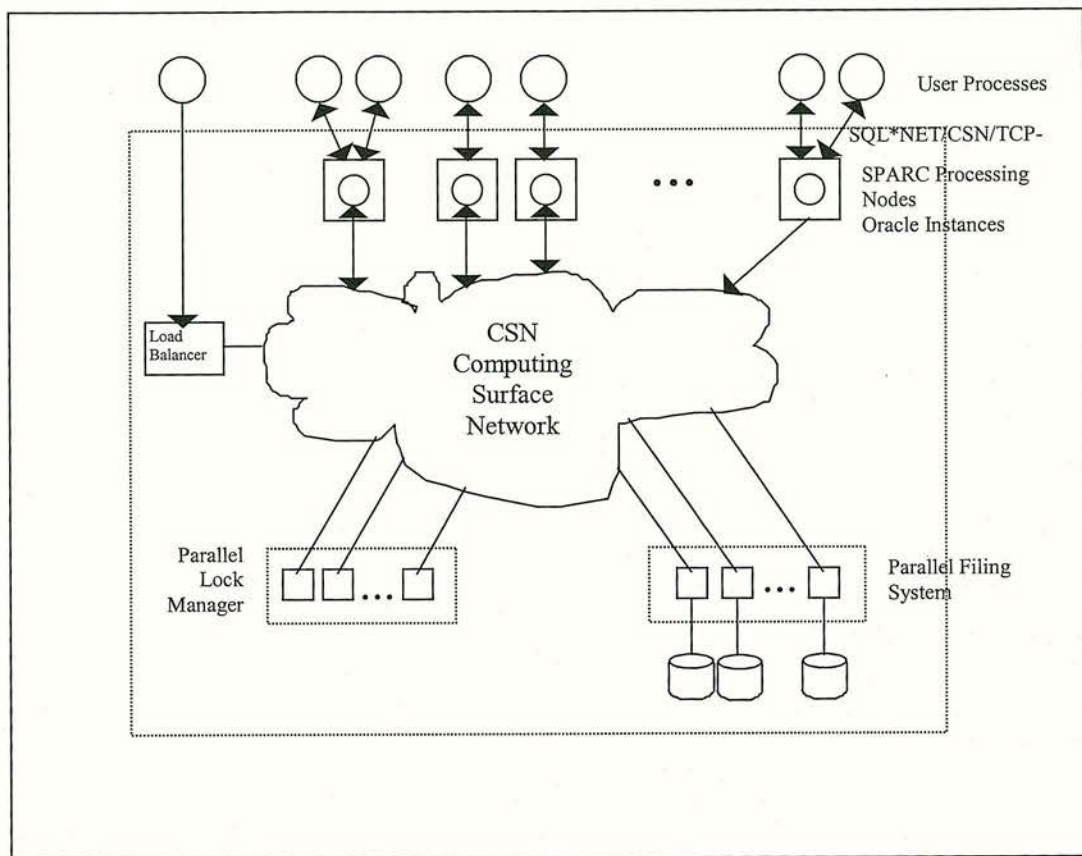 User Processes
SQL*NET/CSN/TCP-
SPARC Processing
Nodes
Oracle Instances
Load
Balancer
CSN
Computing
Surface
Network
Parallel
Lock
Manager
Parallel Filing
System